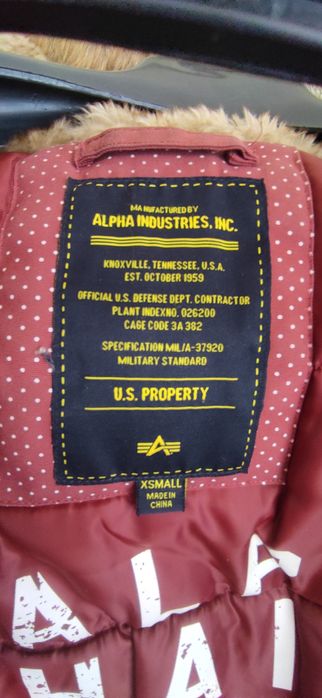 MANUFACTURED BY
ALPHA INDUSTRIES, INC.
KNOXVILLE, TENNESSEE, U.S.A.
EST. OCTOBER 1959
OFFICIAL U.S. DEFENSE DEPT. CONTRACTOR
PLANT INDEXNO. 026200
CAGE CODE 3A 382
SPECIFICATION MIL/A-37920
MILITARY STANDARD
U.S. PROPERTY
XSMALL
MADE IN
CHINA
A L A
H A I